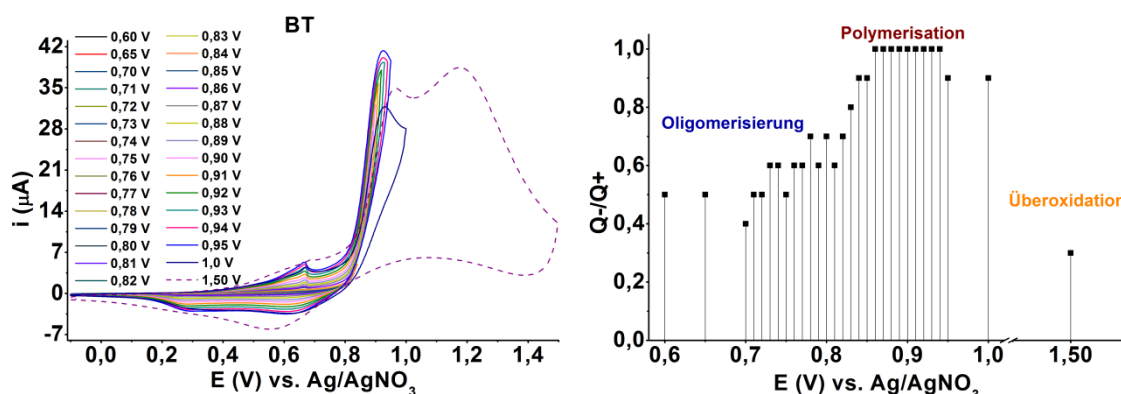 BT
0,60 V
0,65 V
0,70 V
0,71 V
0,72 V
0,73 V
0,74 V
0,75 V
0,76 V
0,77 V
0,78 V
0,79 V
0,80 V
0,81 V
0,82 V
0,83 V
0,84 V
0,85 V
0,86 V
0,87 V
0,88 V
0,89 V
0,90 V
0,91 V
0,92 V
0,93 V
0,94 V
0,95 V
1,0 V
1,50 V
i (μA)
42
35
28
21
14
7
0
-7
0,0 0,2 0,4 0,6 0,8 1,0 1,2 1,4
E (V) vs. Ag/AgNO3
Polymerisation
Oligomerisierung
Überoxidation
Q-/Q+
1,0
0,8
0,6
0,4
0,2
0,0
0,6 0,7 0,8 0,9 1,0 1,50
E (V) vs. Ag/AgNO3